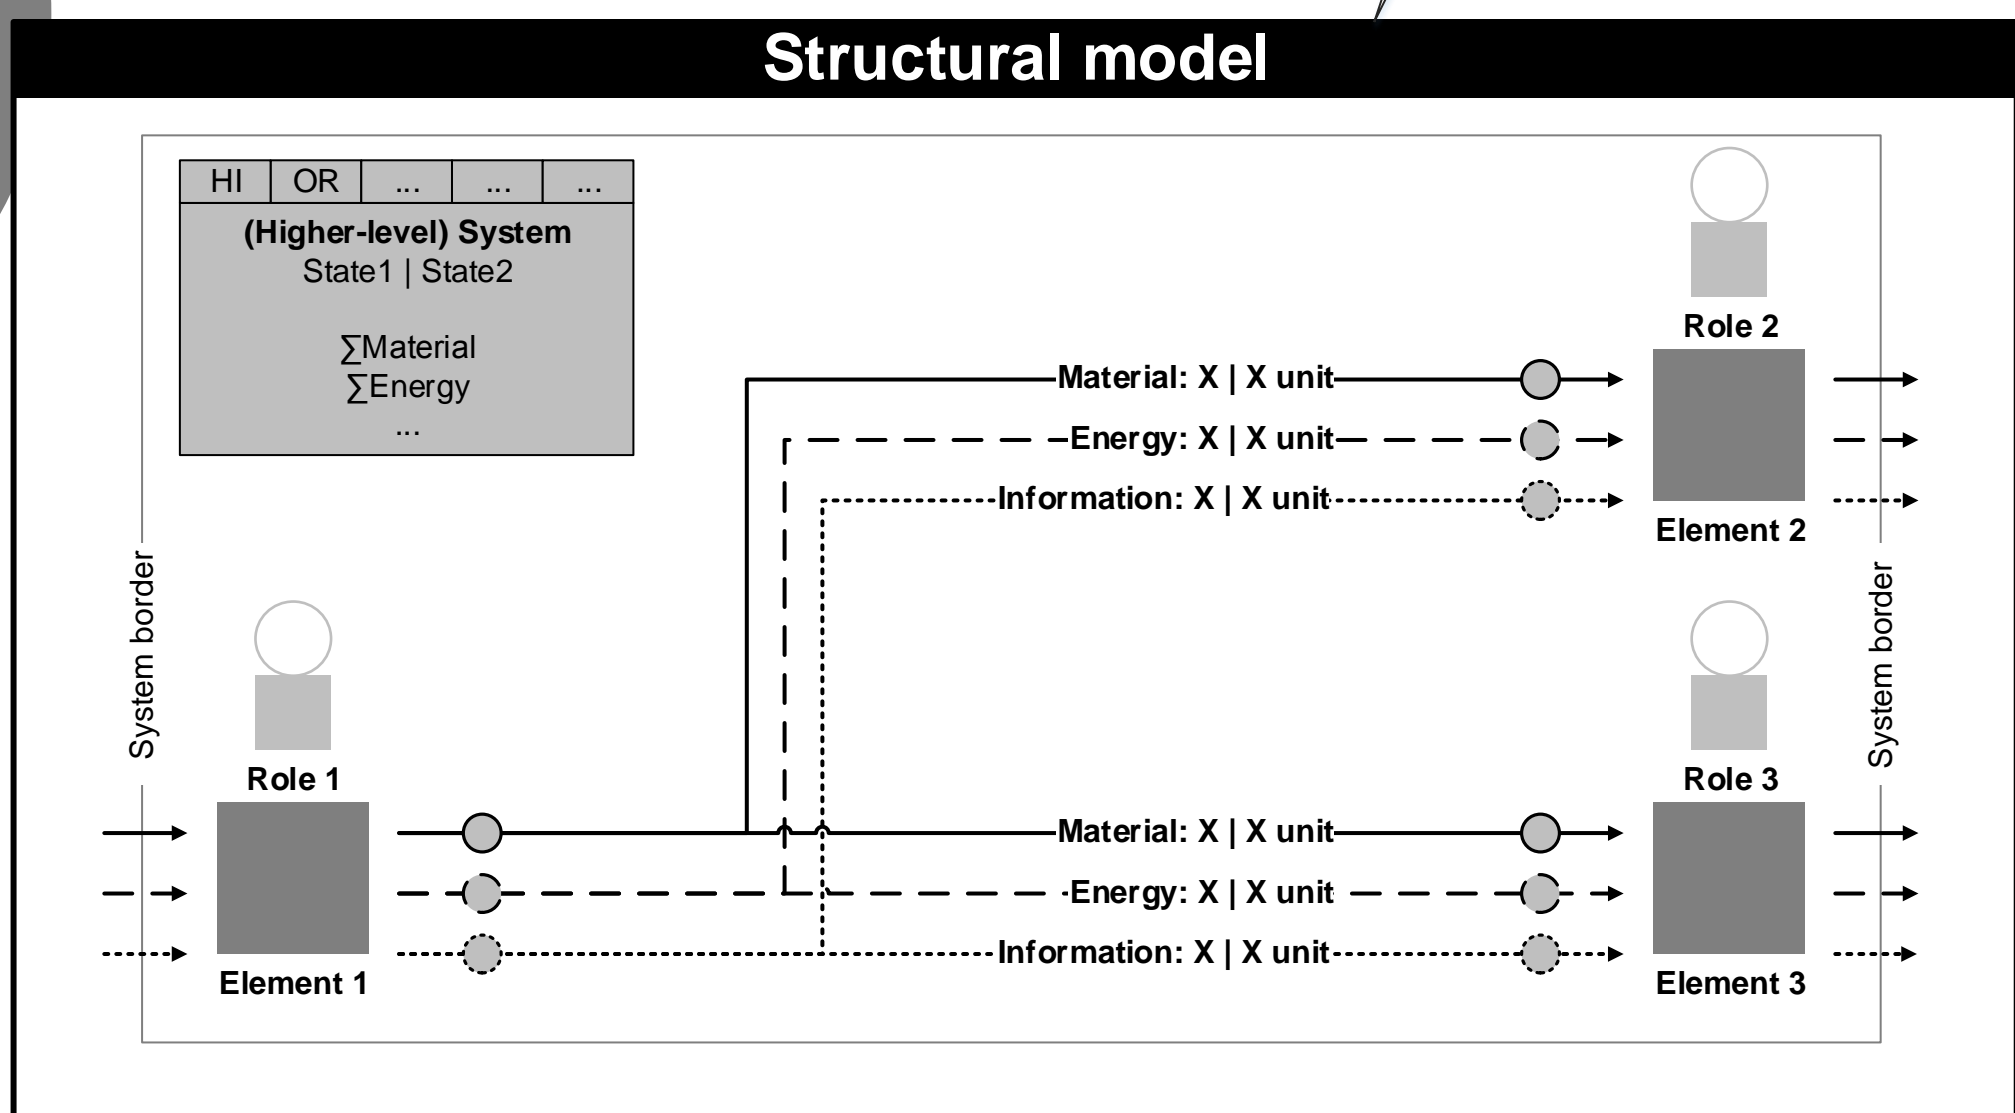 Structural model
HI OR ... ... ...
(Higher-level) System
State1 | State2
∑Material
∑Energy
...
Role 2
Material: X | X unit
Energy: X | X unit
Information: X | X unit
Element 2
System border
System border
Role 1
Role 3
Material: X | X unit
Energy: X | X unit
Information: X | X unit
Element 1
Element 3